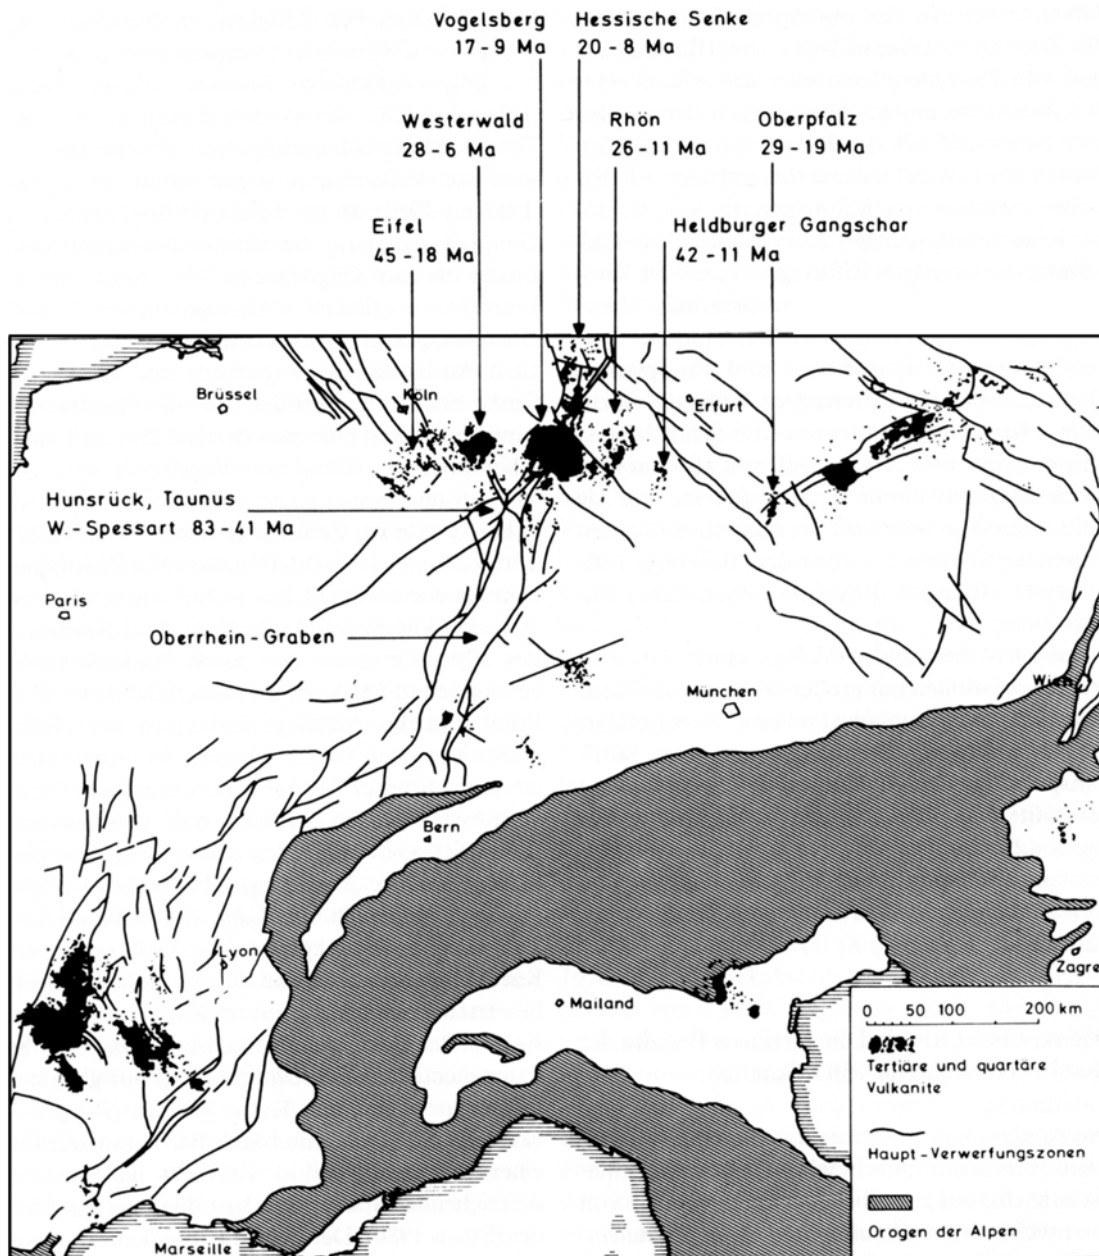 Vogelsberg
17-9 Ma
Hessische Senke
20-8 Ma
Westerwald
28-6 Ma
Rhön
26-11 Ma
Oberpfalz
29-19 Ma
Eifel
45-18 Ma
Heldburger Gangschar
42-11 Ma
Brüssel
Köln
Erfurt
Hunsrück, Taunus
W.-Spessart 83-41 Ma
Paris
Oberrhein-Graben
München
Wien
Bern
Lyon
Mailand
Zagre
Marseille
0 50 100 200 km
Tertiäre und quartäre
Vulkanite
Haupt-Verwerfungszonen
Orogen der Alpen